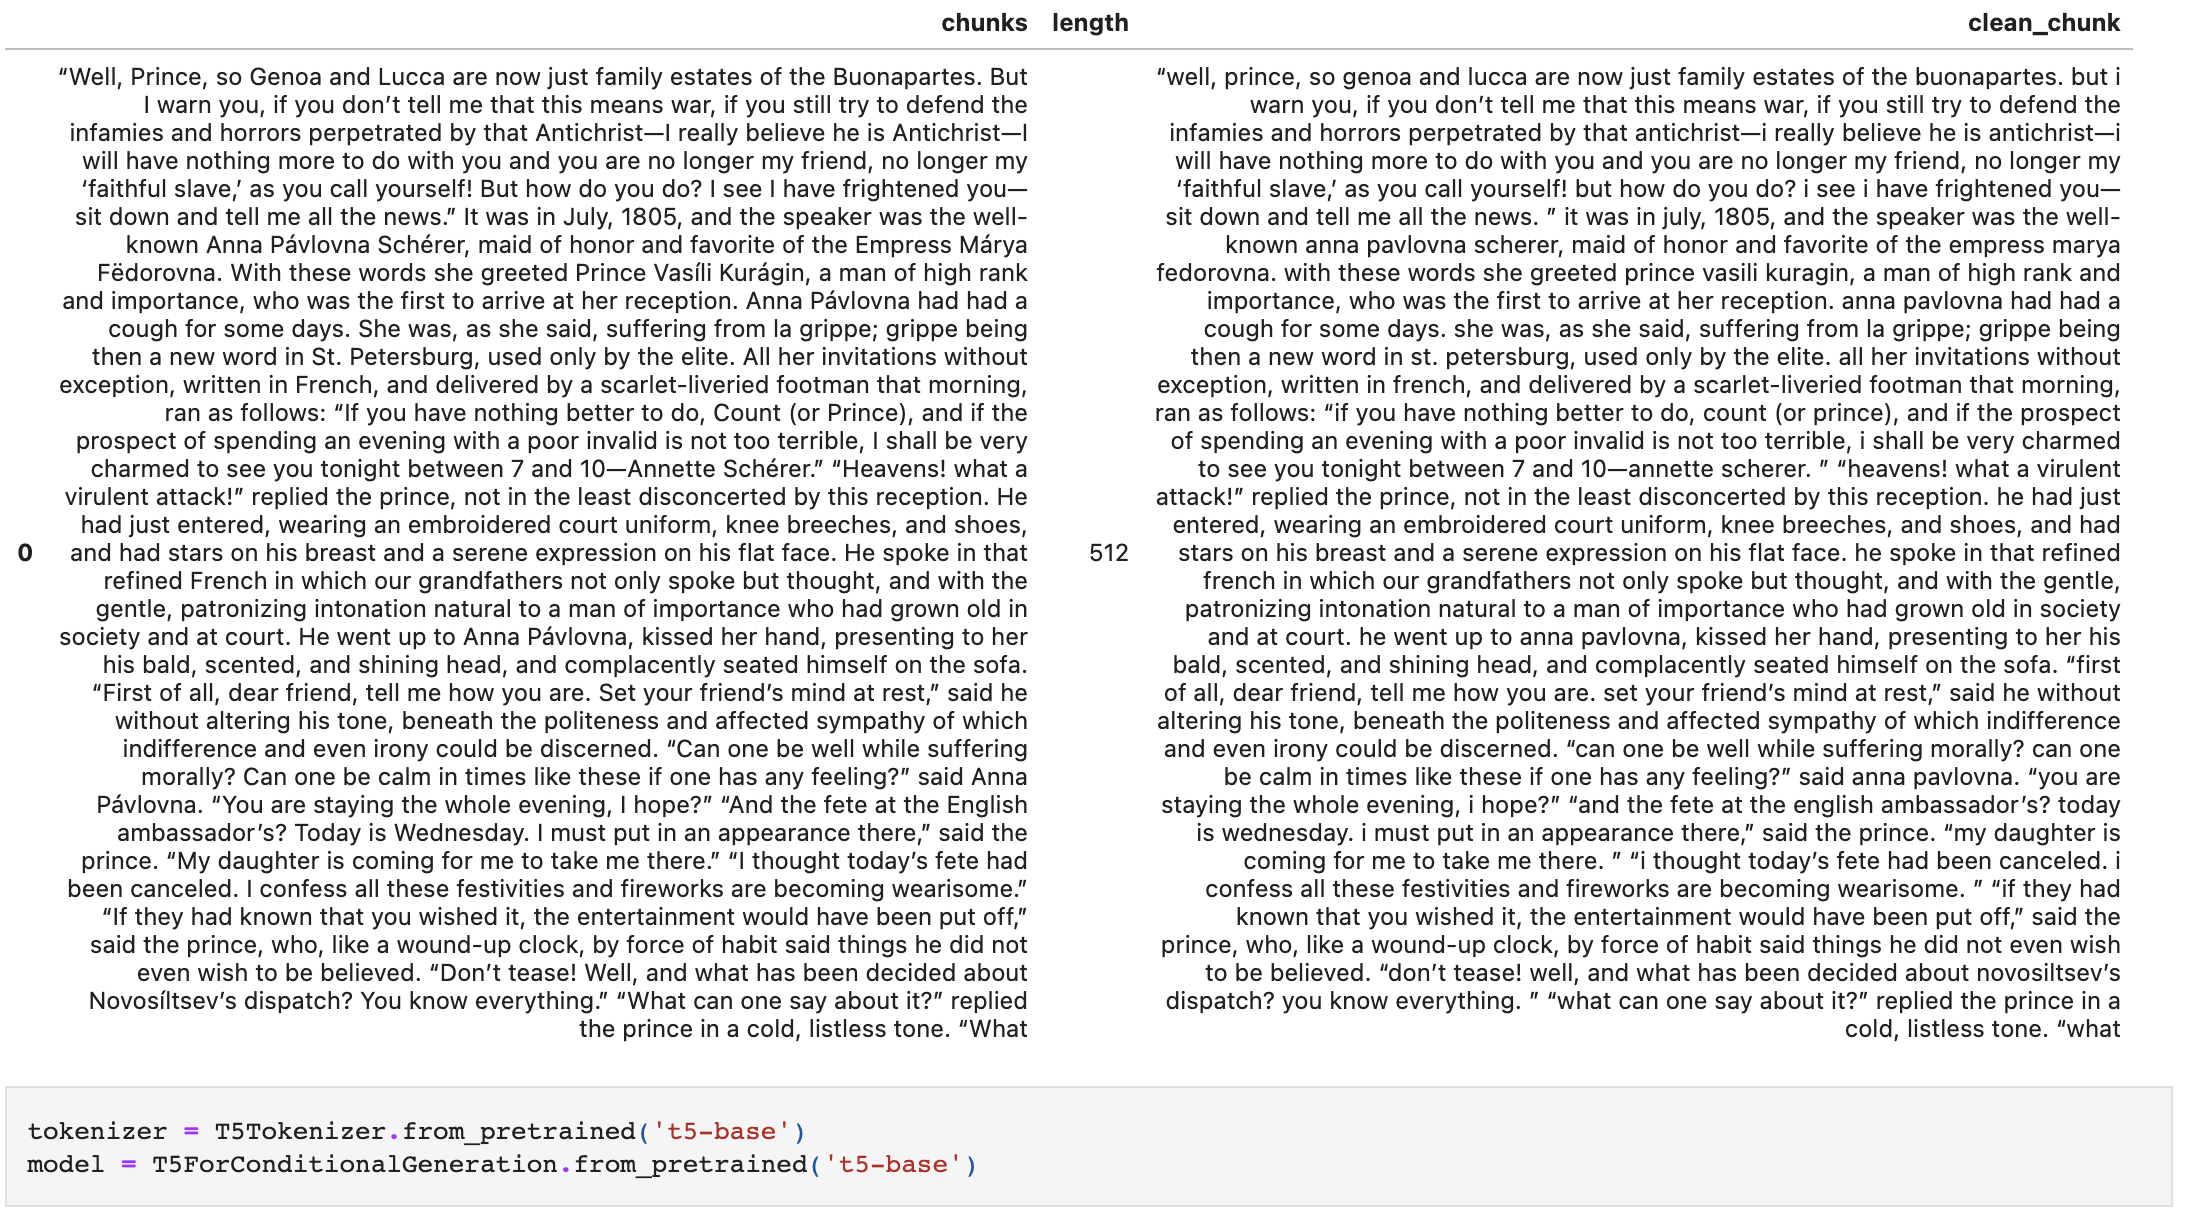 chunks length clean_chunk
“Well, Prince, so Genoa and Lucca are now just family estates of the Buonapartes. But
I warn you, if you don’t tell me that this means war, if you still try to defend the
infamies and horrors perpetrated by that Antichrist—I really believe he is Antichrist—I
will have nothing more to do with you and you are no longer my friend, no longer my
‘faithful slave,’ as you call yourself! But how do you do? I see I have frightened you—
sit down and tell me all the news.” It was in July, 1805, and the speaker was the well-
known Anna Pávlovna Schérer, maid of honor and favorite of the Empress Márya
Fëdorovna. With these words she greeted Prince Vasíli Kurágin, a man of high rank
and importance, who was the first to arrive at her reception. Anna Pávlovna had had a
cough for some days. She was, as she said, suffering from la grippe; grippe being
then a new word in St. Petersburg, used only by the elite. All her invitations without
exception, written in French, and delivered by a scarlet-liveried footman that morning,
ran as follows: “If you have nothing better to do, Count (or Prince), and if the
prospect of spending an evening with a poor invalid is not too terrible, I shall be very
charmed to see you tonight between 7 and 10—Annette Schérer.” “Heavens! what a
virulent attack!” replied the prince, not in the least disconcerted by this reception. He
had just entered, wearing an embroidered court uniform, knee breeches, and shoes,
0 and had stars on his breast and a serene expression on his flat face. He spoke in that
refined French in which our grandfathers not only spoke but thought, and with the
gentle, patronizing intonation natural to a man of importance who had grown old in
society and at court. He went up to Anna Pávlovna, kissed her hand, presenting to her
his bald, scented, and shining head, and complacently seated himself on the sofa.
“First of all, dear friend, tell me how you are. Set your friend’s mind at rest,” said he
without altering his tone, beneath the politeness and affected sympathy of which
indifference and even irony could be discerned. “Can one be well while suffering
morally? Can one be calm in times like these if one has any feeling?” said Anna
Pávlovna. “You are staying the whole evening, I hope?” “And the fete at the English
ambassador’s? Today is Wednesday. I must put in an appearance there,” said the
prince. “My daughter is coming for me to take me there.” “I thought today’s fete had
been canceled. I confess all these festivities and fireworks are becoming wearisome.”
“If they had known that you wished it, the entertainment would have been put off,”
said the prince, who, like a wound-up clock, by force of habit said things he did not
even wish to be believed. “Don’t tease! Well, and what has been decided about
Novosíltsev’s dispatch? You know everything.” “What can one say about it?” replied
the prince in a cold, listless tone. “What
512
“well, prince, so genoa and lucca are now just family estates of the buonapartes. but i
warn you, if you don’t tell me that this means war, if you still try to defend the
infamies and horrors perpetrated by that antichrist—i really believe he is antichrist—i
will have nothing more to do with you and you are no longer my friend, no longer my
‘faithful slave,’ as you call yourself! but how do you do? i see i have frightened you—
sit down and tell me all the news. ” it was in july, 1805, and the speaker was the well-
known anna pavlovna scherer, maid of honor and favorite of the empress marya
fedorovna. with these words she greeted prince vasili kuragin, a man of high rank and
importance, who was the first to arrive at her reception. anna pavlovna had had a
cough for some days. she was, as she said, suffering from la grippe; grippe being
then a new word in st. petersburg, used only by the elite. all her invitations without
exception, written in french, and delivered by a scarlet-liveried footman that morning,
ran as follows: “if you have nothing better to do, count (or prince), and if the prospect
of spending an evening with a poor invalid is not too terrible, i shall be very charmed
to see you tonight between 7 and 10—annette scherer. ” “heavens! what a virulent
attack!” replied the prince, not in the least disconcerted by this reception. he had just
entered, wearing an embroidered court uniform, knee breeches, and shoes, and had
stars on his breast and a serene expression on his flat face. he spoke in that refined
french in which our grandfathers not only spoke but thought, and with the gentle,
patronizing intonation natural to a man of importance who had grown old in society
and at court. he went up to anna pavlovna, kissed her hand, presenting to her his
bald, scented, and shining head, and complacently seated himself on the sofa. “first
of all, dear friend, tell me how you are. set your friend’s mind at rest,” said he without
altering his tone, beneath the politeness and affected sympathy of which indifference
and even irony could be discerned. “can one be well while suffering morally? can one
be calm in times like these if one has any feeling?” said anna pavlovna. “you are
staying the whole evening, i hope?” “and the fete at the english ambassador’s? today
is wednesday. i must put in an appearance there,” said the prince. “my daughter is
coming for me to take me there. ” “i thought today’s fete had been canceled. i
confess all these festivities and fireworks are becoming wearisome. ” “if they had
known that you wished it, the entertainment would have been put off,” said the
prince, who, like a wound-up clock, by force of habit said things he did not even wish
to be believed. “don’t tease! well, and what has been decided about novosiltsev’s
dispatch? you know everything. ” “what can one say about it?” replied the prince in a
cold, listless tone. “what
tokenizer = T5Tokenizer.from_pretrained('t5-base')
model = T5ForConditionalGeneration.from_pretrained('t5-base')